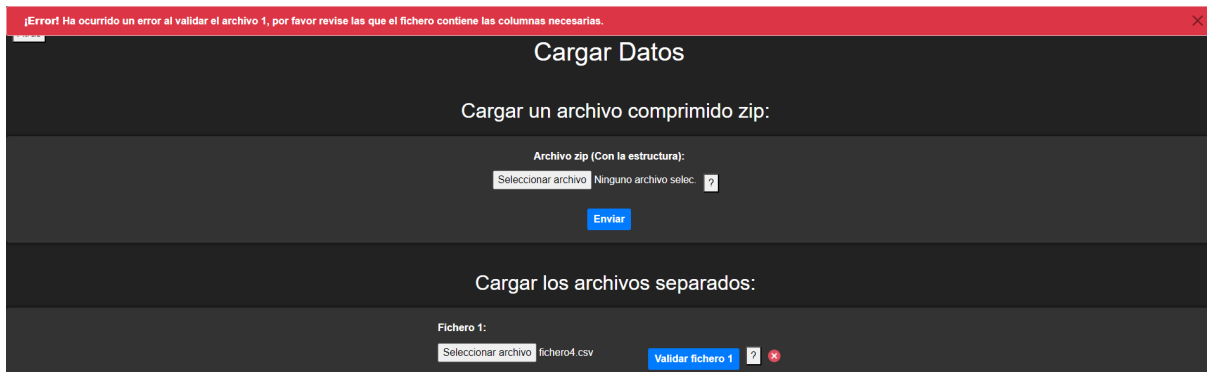 ¡Error! Ha ocurrido un error al validar el archivo 1, por favor revise las que el fichero contiene las columnas necesarias.
Cargar Datos
Cargar un archivo comprimido zip:
Archivo zip (Con la estructura):
Seleccionar archivo Ninguno archivo selec. ?
Enviar
Cargar los archivos separados:
Fichero 1:
Seleccionar archivo fichero4.csv Validar fichero 1 ?